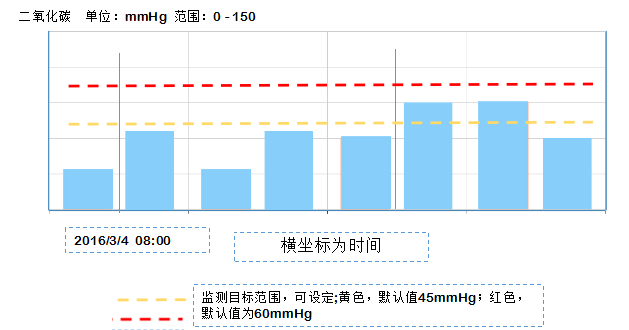 二氧化碳 单位：mmHg 范围：0 - 150
2016/3/4 08:00
横坐标为时间
监测目标范围，可设定;黄色，默认值45mmHg；红色，
默认值为60mmHg